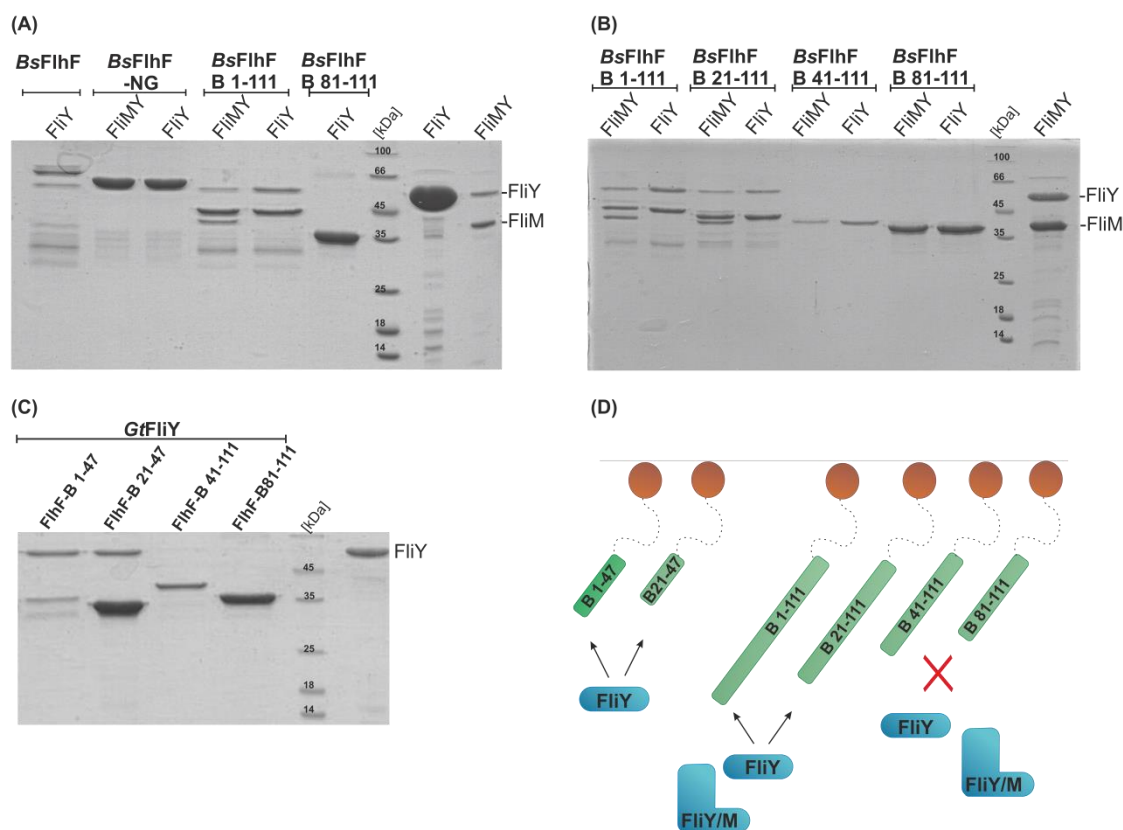 (A)
BsFlhF
BsFlhF
-NG
BsFlhF
B 1-111
BsFlhF
B 81-111
FliY
FliMY
FliY
FliMY
FliY
FliY
[kDa]
FliY
FliMY
100
66
45
35
25
18
14
-FliY
-FliM
(B)
BsFlhF
B 1-111
BsFlhF
B 21-111
BsFlhF
B 41-111
BsFlhF
B 81-111
FliMY
FliY
FliMY
FliY
FliMY
FliY
FliMY
FliY
[kDa]
FliMY
100
66
45
35
25
18
14
-FliY
-FliM
(C)
GtFliY
FlhF-B 1-47
FlhF-B 21-47
FlhF-B 41-111
FlhF-B81-111
[kDa]
45
35
25
18
14
FliY
(D)
B 1-47
B21-47
B 1-111
B 21-111
B 41-111
B 81-111
FliY
FliY
FliY/M
FliY
FliY/M